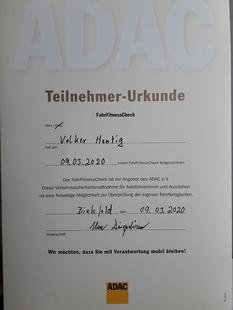 ADAC
Teilnehmer-Urkunde
FahrFitnessCheck
Volker Hentig
hat am 09.03.2020 einen FahrFitnessCheck teilgenommen.
Der FahrFitnessCheck ist ein Angebot des ADAC e.V.
Diese Verkehrssicherheitsmaßnahme für Autofahrerinnen und Autofahrer
ist eine freiwillige Möglichkeit zur Überprüfung der eigenen Fahrfertigkeiten.
Bielefeld 09.03.2020
Unterschrift
Wir möchten, dass Sie mit Verantwortung mobil bleiben!
ADAC